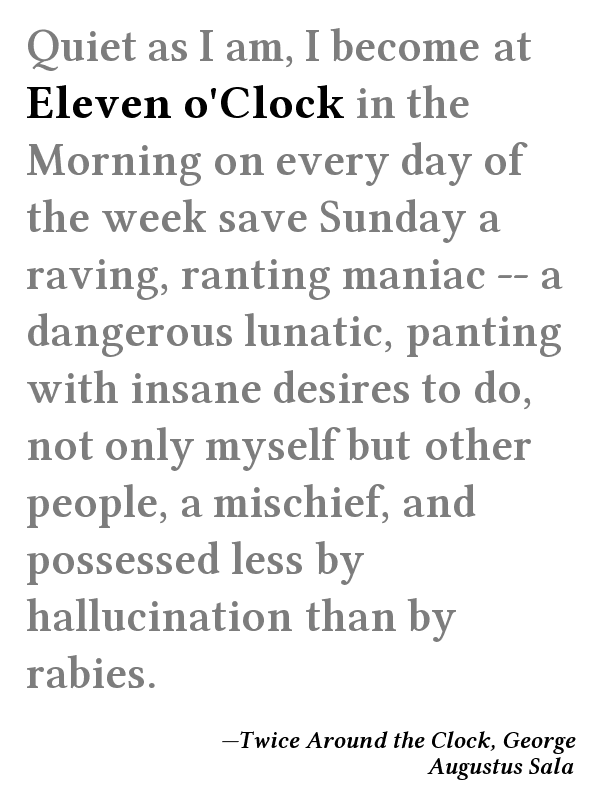 Quiet as I am, I become at
Eleven o'Clock in the
Morning on every day of
the week save Sunday a
raving, ranting maniac -- a
dangerous lunatic, panting
with insane desires to do,
not only myself but other
people, a mischief, and
possessed less by
hallucination than by
rabies.
—Twice Around the Clock, George
Augustus Sala